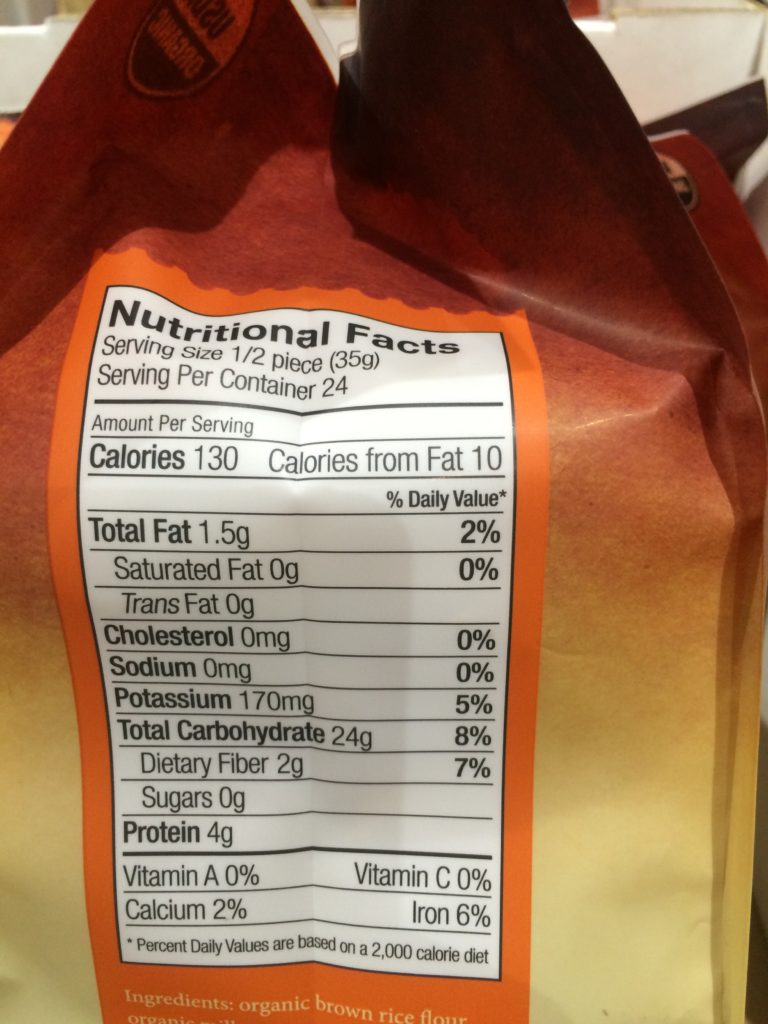 USDA
ORGANIC
Nutritional Facts
Serving size 1/2 piece (35g)
Serving Per Container 24
Amount Per Serving
Calories 130 Calories from Fat 10
% Daily Value*
Total Fat 1.5g 2%
Saturated Fat 0g 0%
Trans Fat 0g
Cholesterol 0mg 0%
Sodium 0mg 0%
Potassium 170mg 5%
Total Carbohydrate 24g 8%
Dietary Fiber 2g 7%
Sugars 0g
Protein 4g
Vitamin A 0% Vitamin C 0%
Calcium 2% Iron 6%
* Percent Daily Values are based on a 2,000 calorie diet
Ingredients: organic brown rice flour
organic